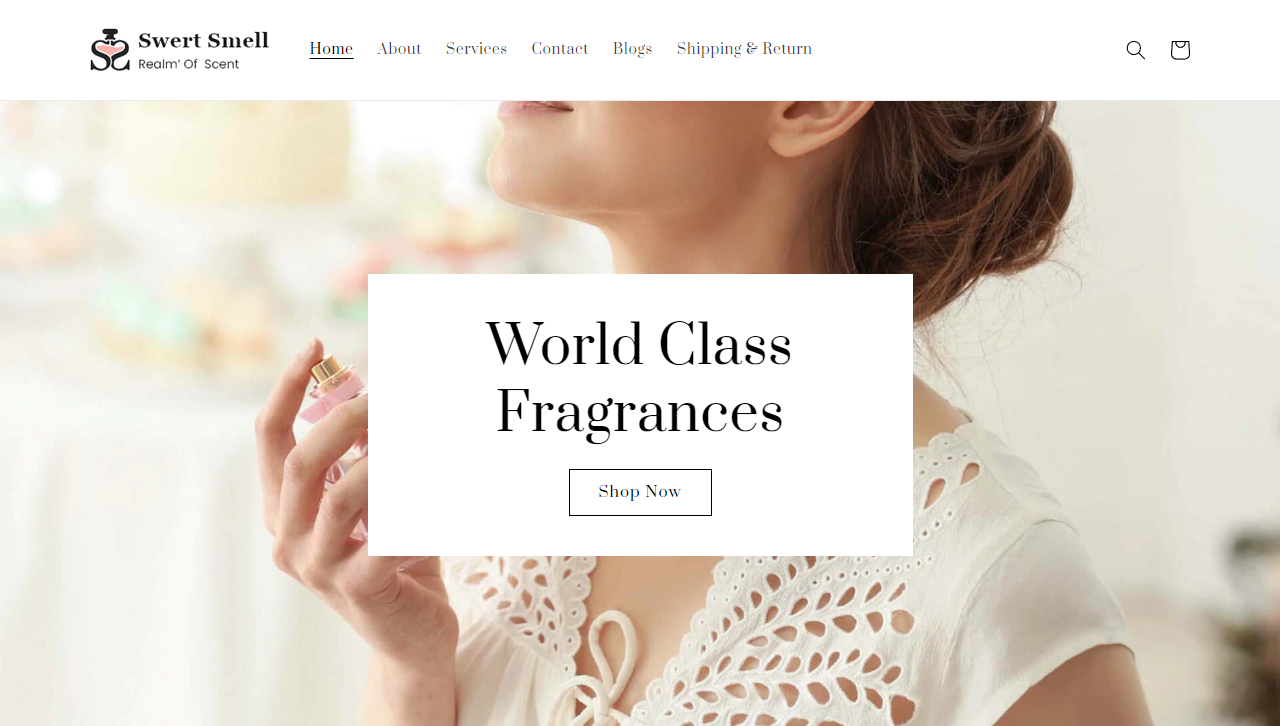 Swert Smell
Realm' Of Scent
Home About Services Contact Blogs Shipping & Return
World Class
Fragrances
Shop Now